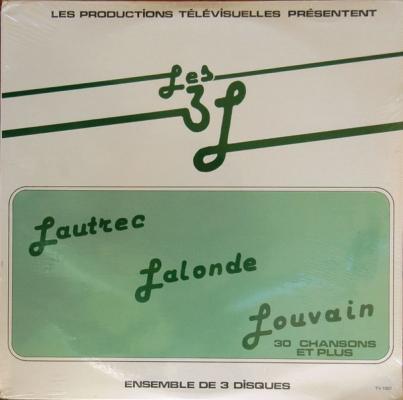 LES PRODUCTIONS TÉLÉVISUELLES PRÉSENTENT
Les
3 L
Lautrec
Lalonde
Louvain
30 CHANSONS
ET PLUS
ENSEMBLE DE 3 DISQUES